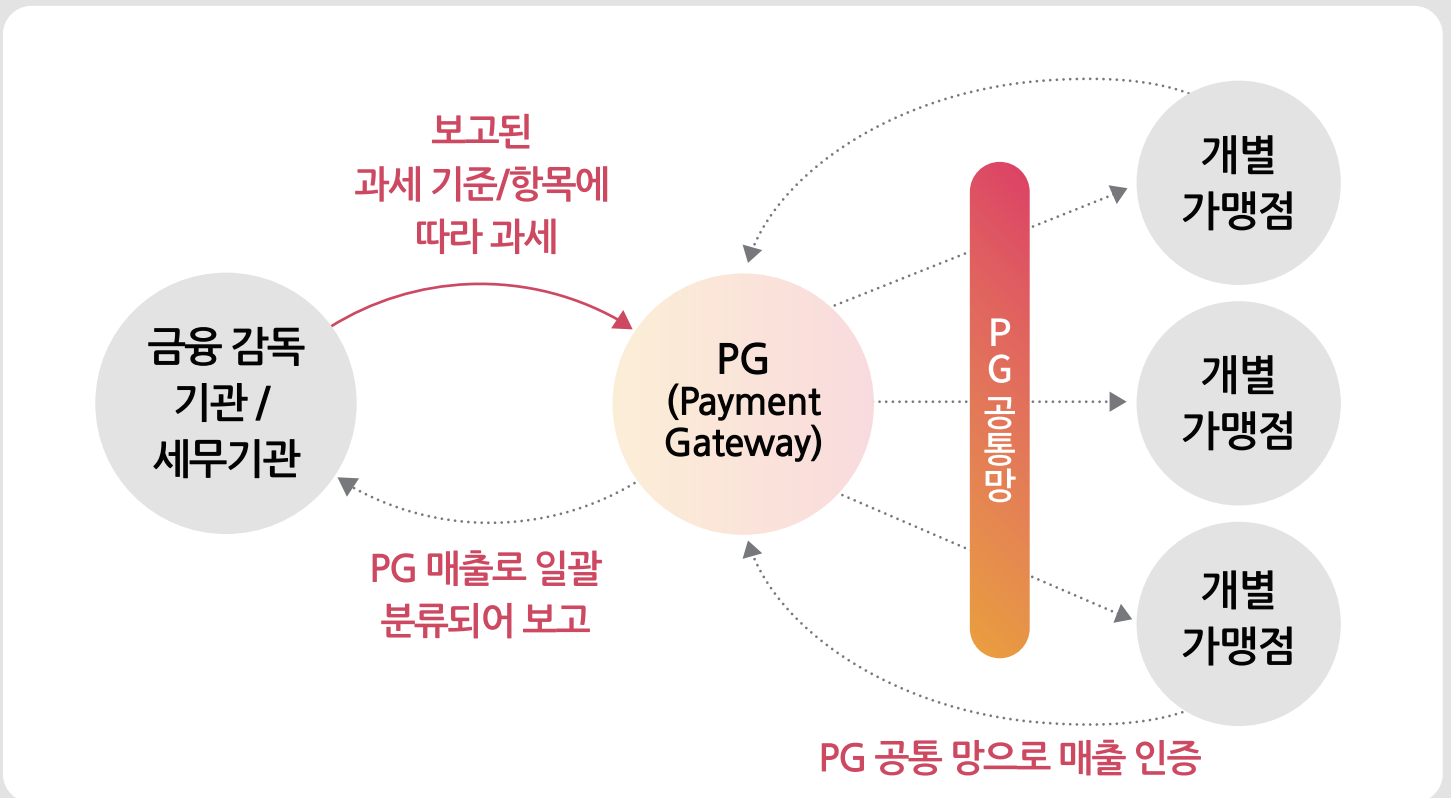 보고된
과세 기준/항목에
따라 과세
금융 감독
기관 /
세무기관
PG
(Payment
Gateway)
PG 매출로 일괄
분류되어 보고
PG 공통망
개별
가맹점
개별
가맹점
개별
가맹점
PG 공통 망으로 매출 인증